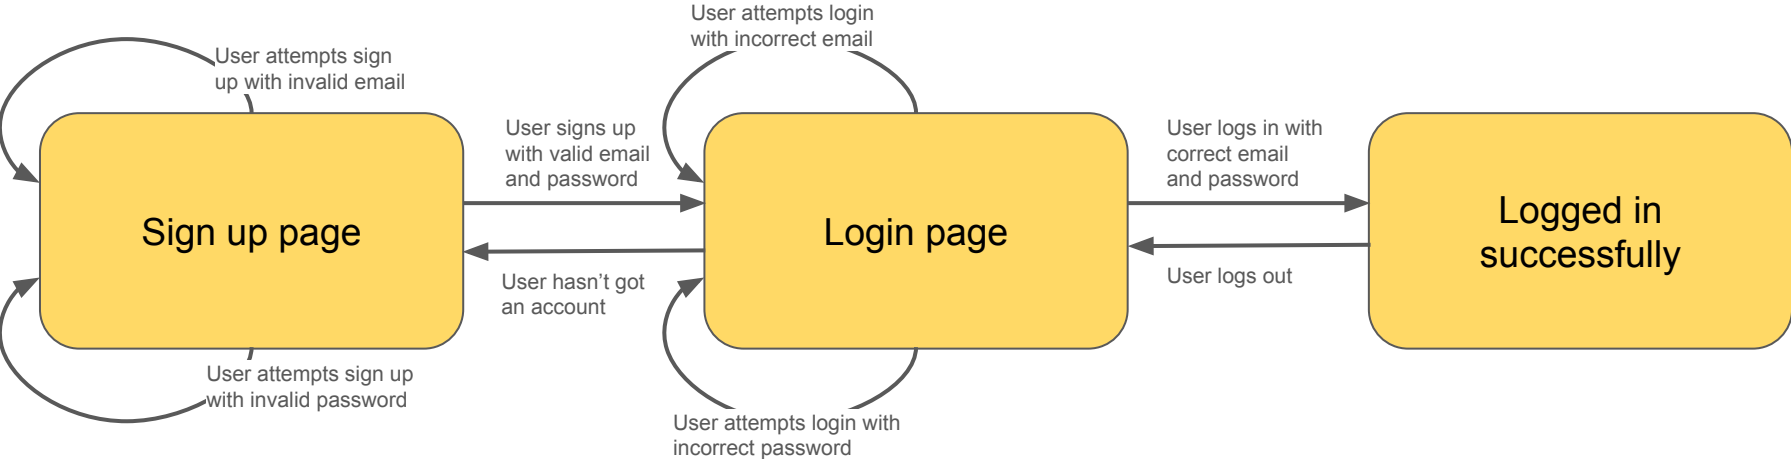 User attempts login
with incorrect email
User attempts sign
up with invalid email
User signs up
with valid email
and password
User logs in with
correct email
and password
Sign up page
Login page
Logged in
successfully
User hasn’t got
an account
User logs out
User attempts sign up
with invalid password
User attempts login with
incorrect password